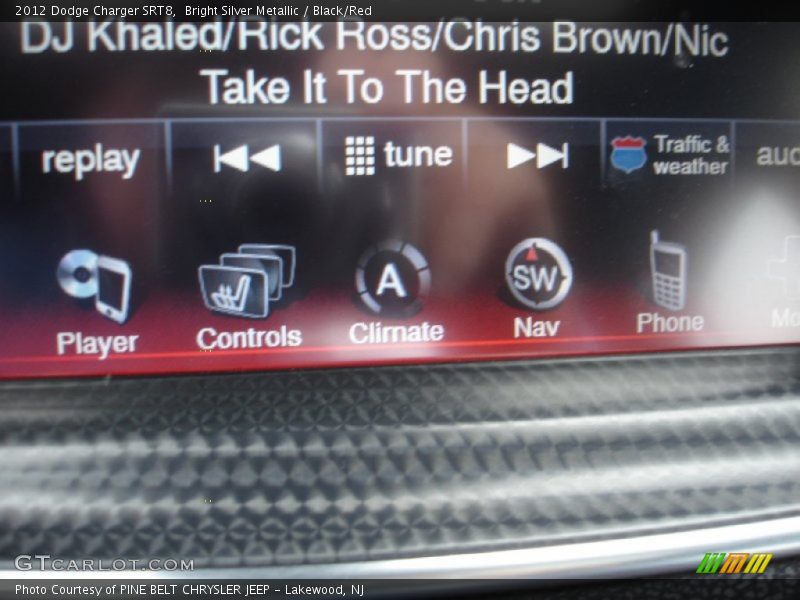 2012 Dodge Charger SRT8,  Bright Silver Metallic / Black/Red
DJ Khaled/Rick Ross/Chris Brown/Nic
Take It To The Head
replay
tune
Traffic &
weather
Player
Controls
A
Climate
SW
Nav
Phone
GTcarlot.com
Photo Courtesy of PINE BELT CHRYSLER JEEP - Lakewood, NJ